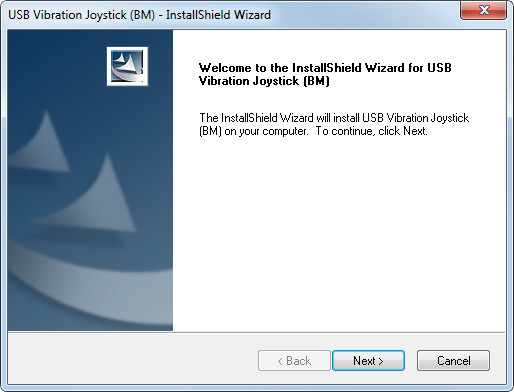 USB Vibration Joystick (BM) - InstallShield Wizard
Welcome to the InstallShield Wizard for USB
Vibration Joystick (BM)
The InstallShield Wizard will install USB Vibration Joystick
(BM) on your computer. To continue, click Next.
< Back
Next >
Cancel